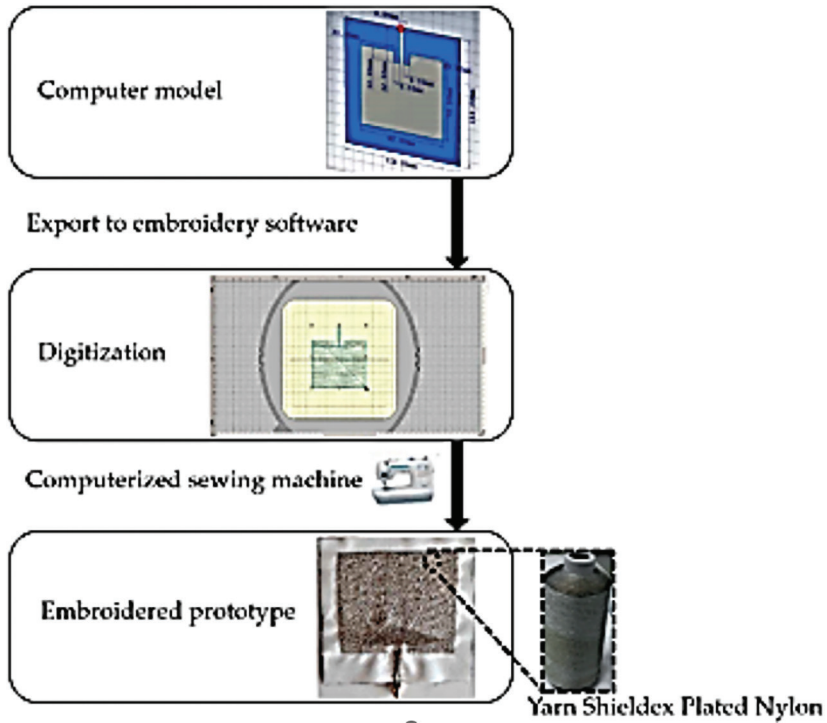 Computer model
Export to embroidery software
Digitization
Computerized sewing machine
Embroidered prototype
Yarn Shieldex Plated Nylon